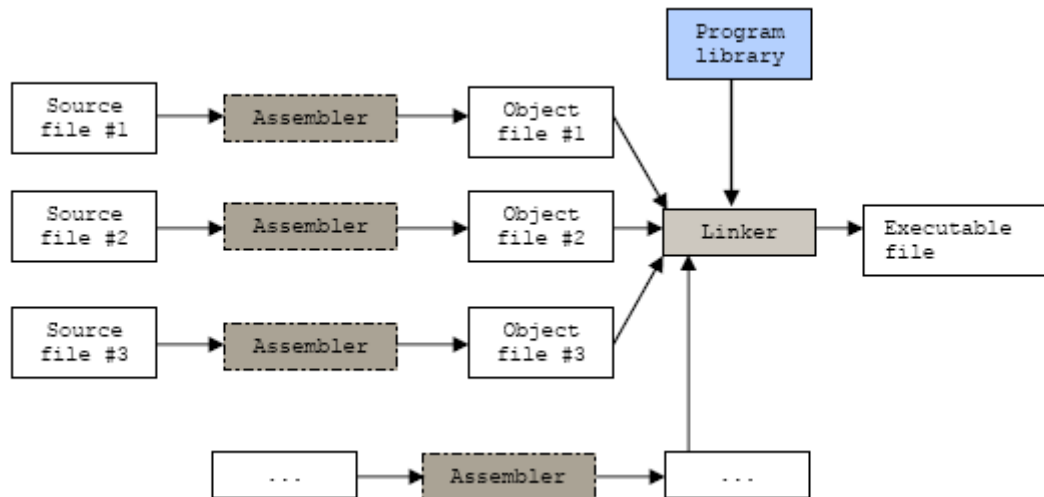 Program
library
Source
file #1
Assembler
Object
file #1
Source
file #2
Assembler
Object
file #2
Linker
Executable
file
Source
file #3
Assembler
Object
file #3
...
Assembler
...